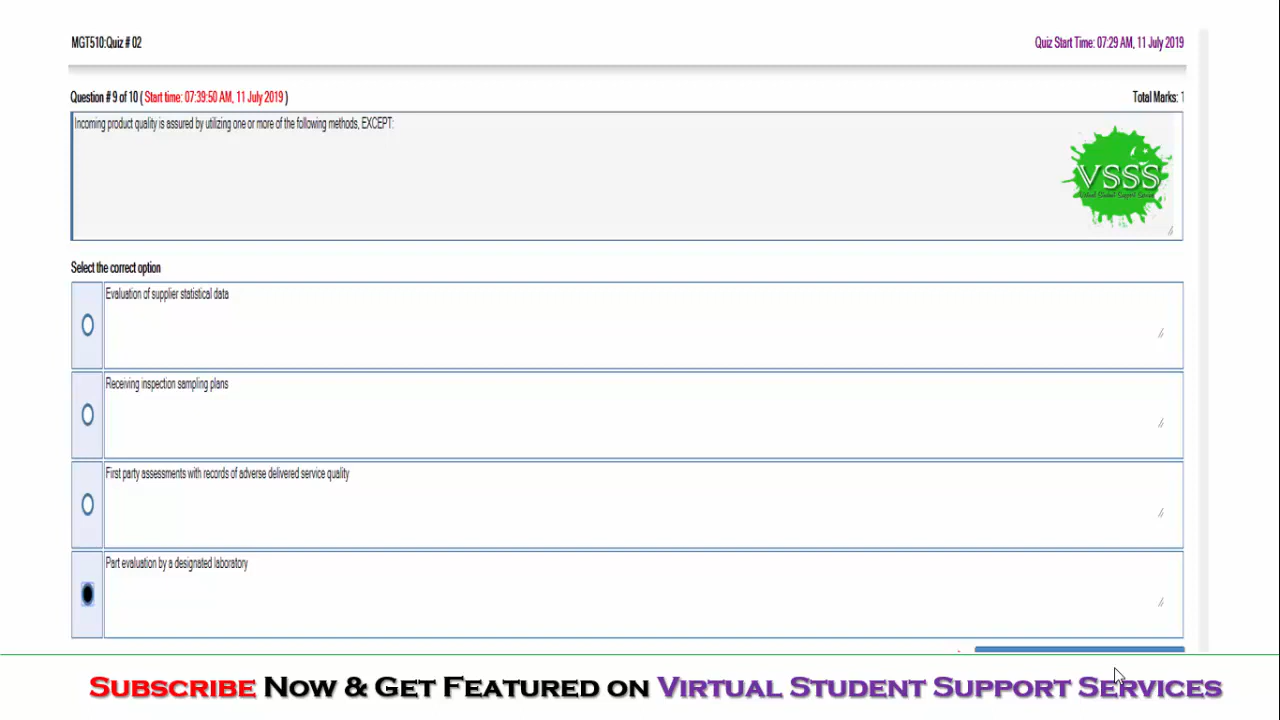 MGT510:Quiz # 02
Quiz Start Time: 07:29 AM, 11 July 2019
Question # 9 of 10 ( Start time: 07:39:50 AM, 11 July 2019 )
Total Marks: 1
Incoming product quality is assured by utilizing one or more of the following methods, EXCEPT:
VSSS
Virtual Student Support Services
Select the correct option
Evaluation of supplier statistical data
Receiving inspection sampling plans
First party assessments with records of adverse delivered service quality
Part evaluation by a designated laboratory
Subscribe Now & Get Featured on Virtual Student Support Services